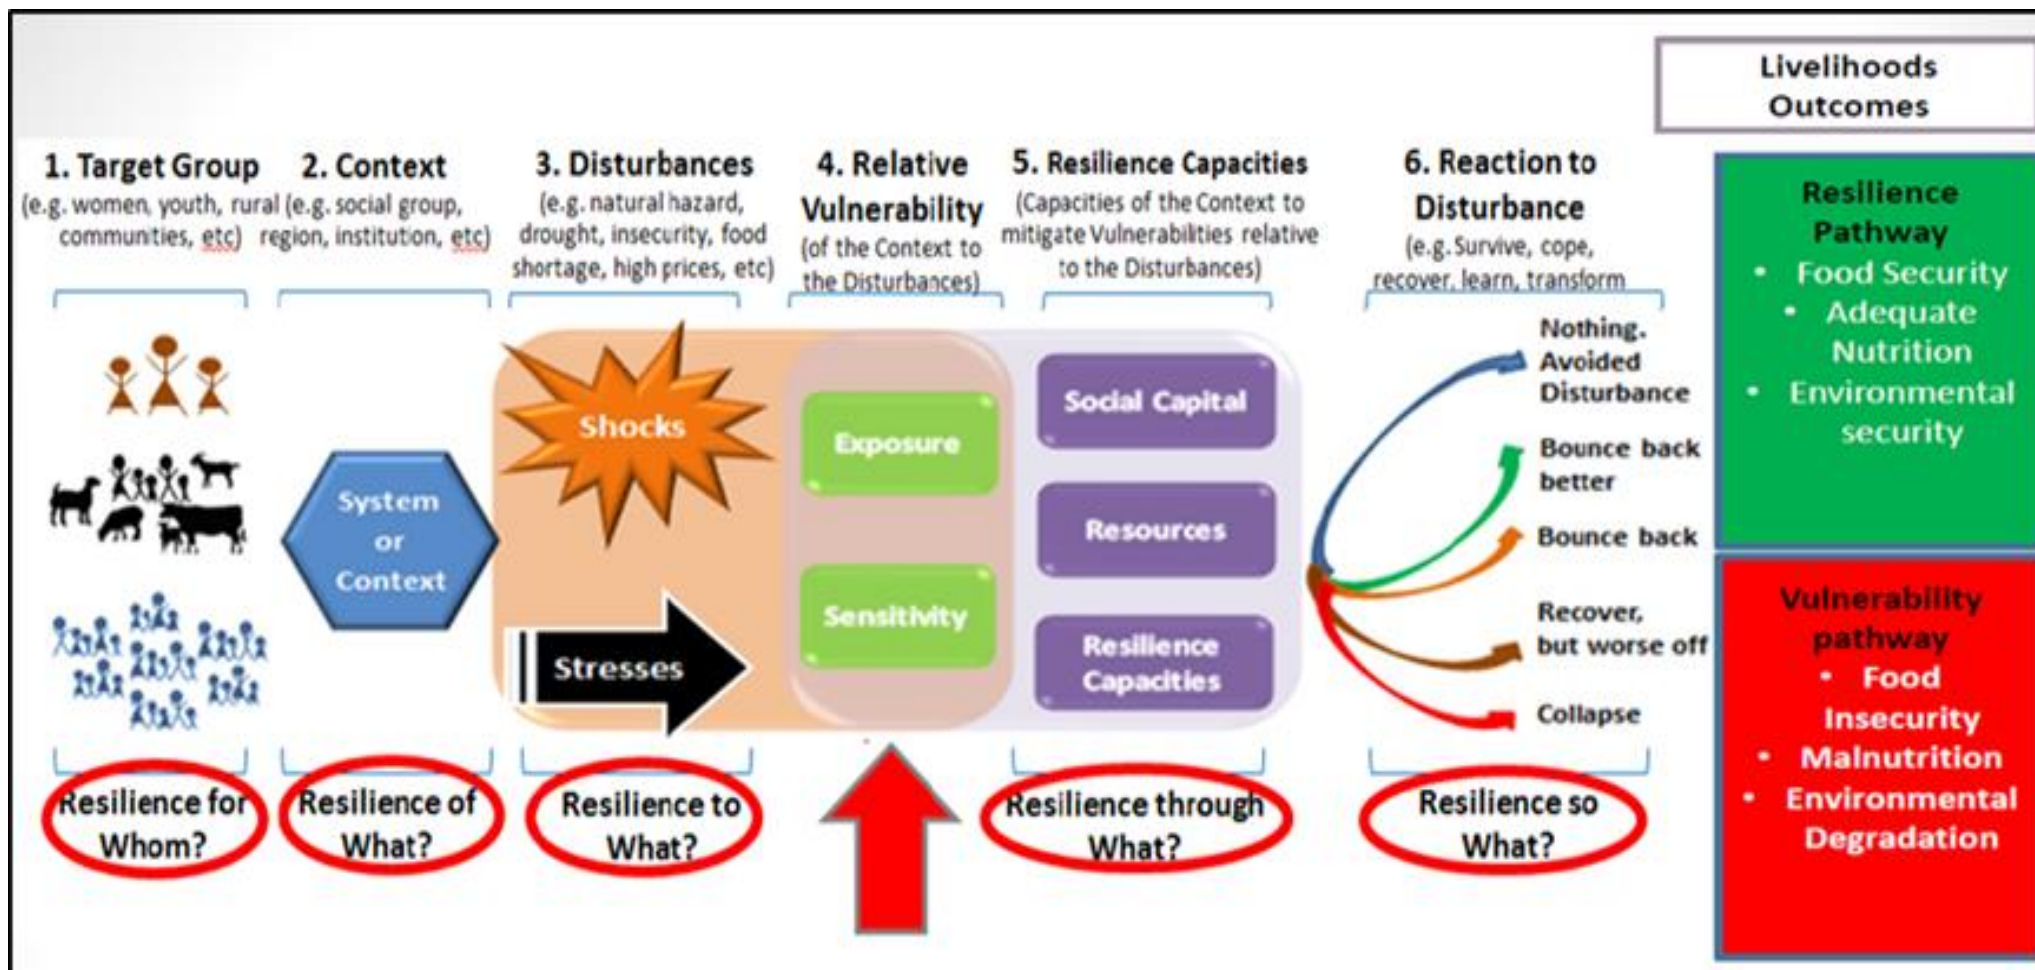 Livelihoods
Outcomes
1. Target Group
(e.g. women, youth, rural
communities, etc)
2. Context
(e.g. social group,
region, institution, etc)
3. Disturbances
(e.g. natural hazard,
drought, insecurity, food
shortage, high prices, etc)
4. Relative
Vulnerability
(of the Context to
the Disturbances)
5. Resilience Capacities
(Capacities of the Context to
mitigate Vulnerabilities relative
to the Disturbances)
6. Reaction to
Disturbance
(e.g. Survive, cope,
recover, learn, transform
System
or
Context
Shocks
Stresses
Exposure
Sensitivity
Social Capital
Resources
Resilience
Capacities
Nothing.
Avoided
Disturbance
Bounce back
better
Bounce back
Recover,
but worse off
Collapse
Resilience
Pathway
• Food Security
• Adequate
Nutrition
• Environmental
security
Vulnerability
pathway
• Food
Insecurity
• Malnutrition
• Environmental
Degradation
Resilience for
Whom?
Resilience of
What?
Resilience to
What?
Resilience through
What?
Resilience so
What?